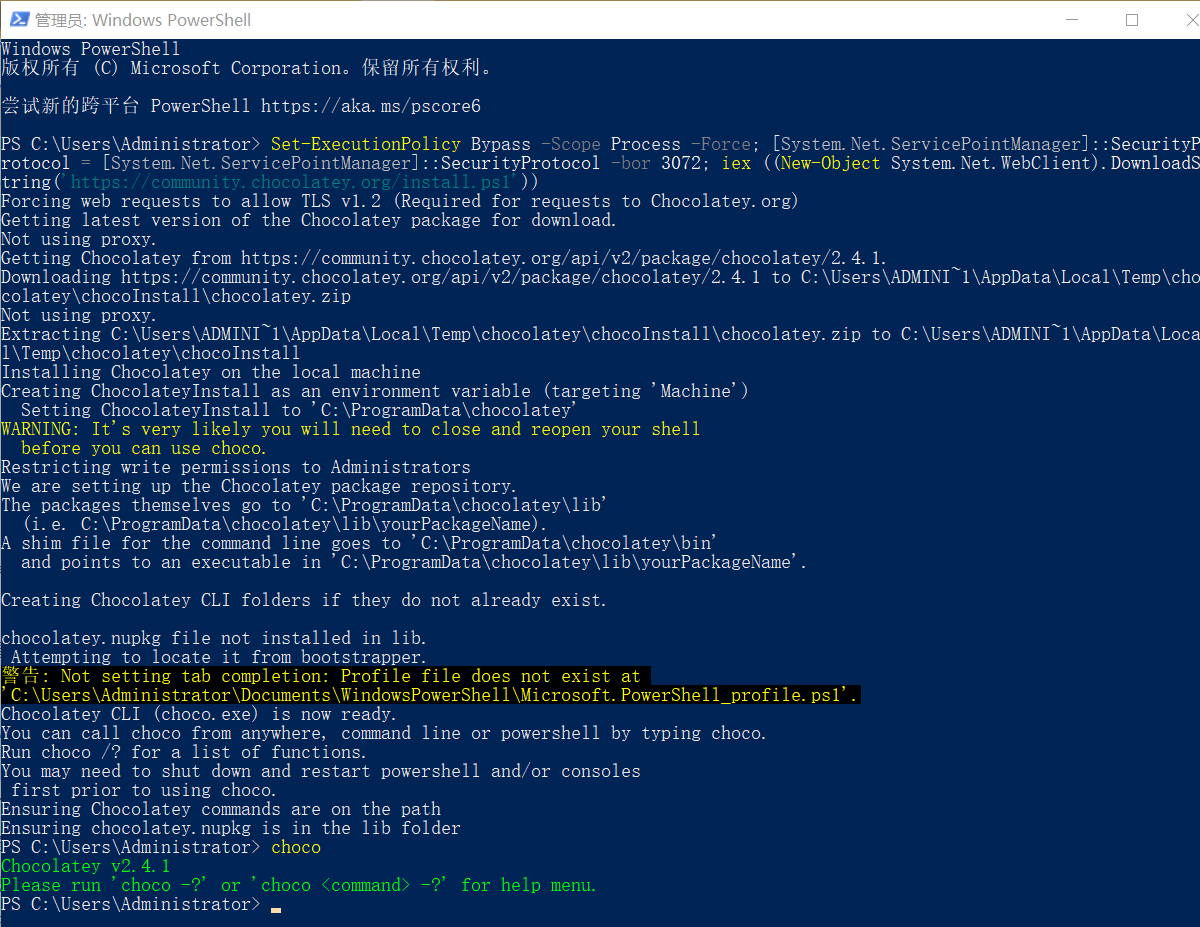 管理员: Windows PowerShell
Windows PowerShell
版权所有 (C) Microsoft Corporation。保留所有权利。
尝试新的跨平台 PowerShell https://aka.ms/pscore6
PS C:\Users\Administrator> Set-ExecutionPolicy Bypass -Scope Process -Force; [System.Net.ServicePointManager]::SecurityP
rotocol = [System.Net.ServicePointManager]::SecurityProtocol -bor 3072; iex ((New-Object System.Net.WebClient).DownloadS
tring('https://community.chocolatey.org/install.ps1'))
Forcing web requests to allow TLS v1.2 (Required for requests to Chocolatey.org)
Getting latest version of the Chocolatey package for download.
Not using proxy.
Getting Chocolatey from https://community.chocolatey.org/api/v2/package/chocolatey/2.4.1.
Downloading https://community.chocolatey.org/api/v2/package/chocolatey/2.4.1 to C:\Users\ADMINI~1\AppData\Local\Temp\cho
colatey\chocoInstall\chocolatey.zip
Not using proxy.
Extracting C:\Users\ADMINI~1\AppData\Local\Temp\chocolatey\chocoInstall\chocolatey.zip to C:\Users\ADMINI~1\AppData\Loca
l\Temp\chocolatey\chocoInstall
Installing Chocolatey on the local machine
Creating ChocolateyInstall as an environment variable (targeting 'Machine')
  Setting ChocolateyInstall to 'C:\ProgramData\chocolatey'
WARNING: It's very likely you will need to close and reopen your shell
  before you can use choco.
Restricting write permissions to Administrators
We are setting up the Chocolatey package repository.
The packages themselves go to 'C:\ProgramData\chocolatey\lib'
  (i.e. C:\ProgramData\chocolatey\lib\yourPackageName).
A shim file for the command line goes to 'C:\ProgramData\chocolatey\bin'
  and points to an executable in 'C:\ProgramData\chocolatey\lib\yourPackageName'.
Creating Chocolatey CLI folders if they do not already exist.
chocolatey.nupkg file not installed in lib.
 Attempting to locate it from bootstrapper.
警告: Not setting tab completion: Profile file does not exist at
'C:\Users\Administrator\Documents\WindowsPowerShell\Microsoft.PowerShell_profile.ps1'.
Chocolatey CLI (choco.exe) is now ready.
You can call choco from anywhere, command line or powershell by typing choco.
Run choco /? for a list of functions.
You may need to shut down and restart powershell and/or consoles
 first prior to using choco.
Ensuring Chocolatey commands are on the path
Ensuring chocolatey.nupkg is in the lib folder
PS C:\Users\Administrator> choco
Chocolatey v2.4.1
Please run 'choco -?' or 'choco <command> -?' for help menu.
PS C:\Users\Administrator>